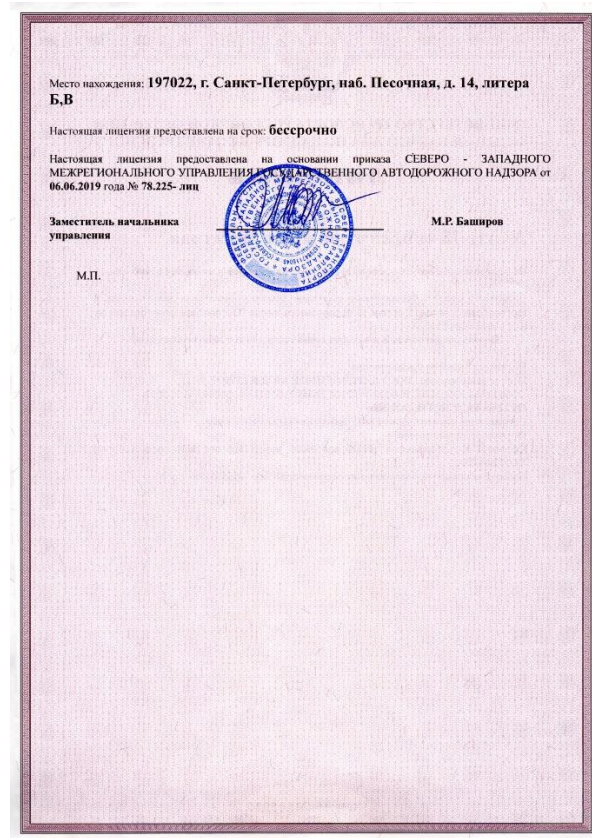 Место нахождения: 197022, г. Санкт-Петербург, наб. Песочная, д. 14, литера
Б,В
Настоящая лицензия предоставлена на срок: бессрочно
Настоящая лицензия предоставлена на основании приказа СЕВЕРО - ЗАПАДНОГО
МЕЖРЕГИОНАЛЬНОГО УПРАВЛЕНИЯ ГОСУДАРСТВЕННОГО АВТОДОРОЖНОГО НАДЗОРА от
06.06.2019 года № 78.225- лиц
Заместитель начальника М.Р. Баширов
управления
М.П.